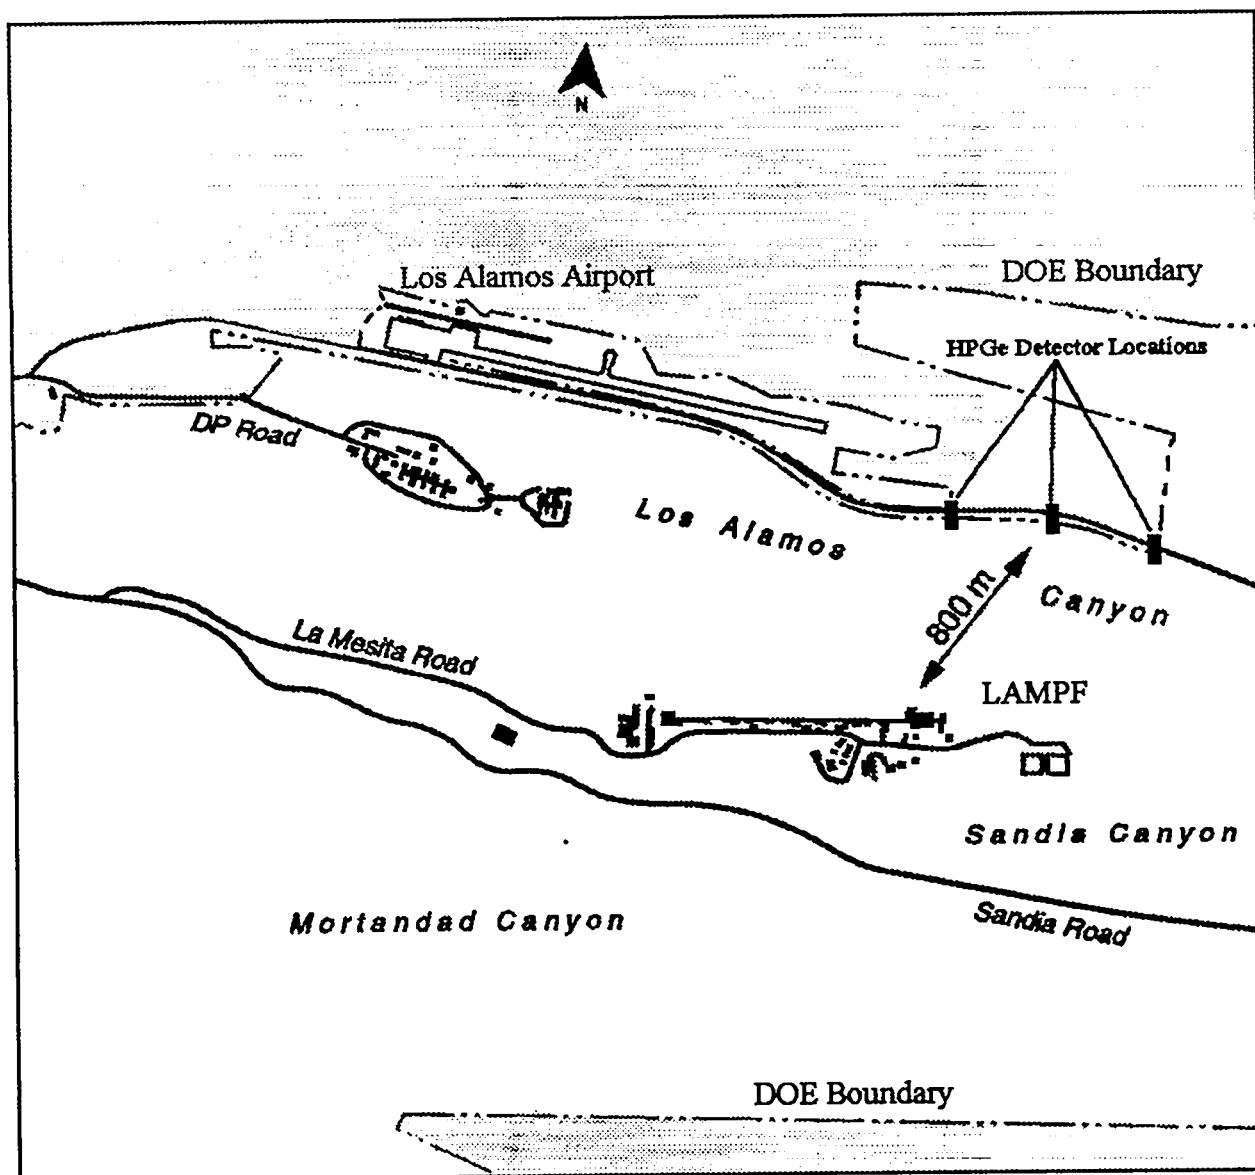 N
Los Alamos Airport
DOE Boundary
HPGe Detector Locations
DP Road
Los Alamos
Canyon
800 m
La Mesita Road
LAMPF
Sandia Canyon
Mortandad Canyon
Sandia Road
DOE Boundary